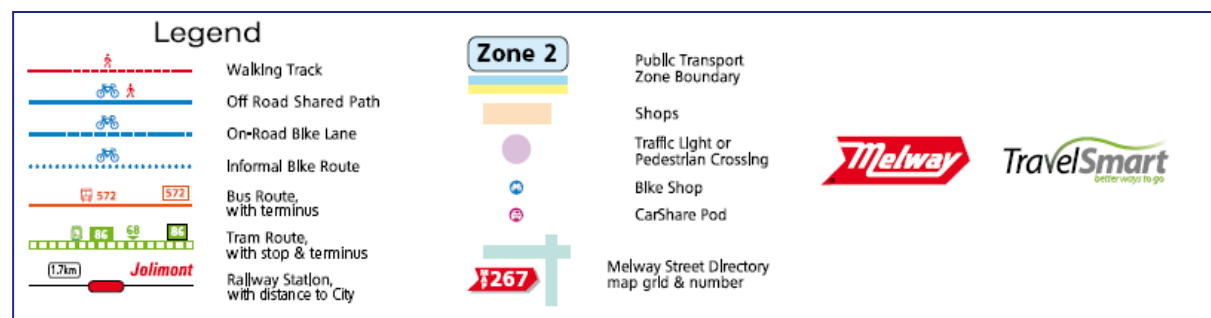 Legend
Walking Track
Off Road Shared Path
On-Road Bike Lane
Informal Bike Route
572
572
Bus Route,
with terminus
86
68
86
Tram Route,
with stop & terminus
1.7km
Jolimont
Railway Station,
with distance to City
Zone 2
Public Transport
Zone Boundary
Shops
Traffic Light or
Pedestrian Crossing
Bike Shop
CarShare Pod
MAP
267
Melway Street Directory
map grid & number
Melway
TravelSmart
better ways to go